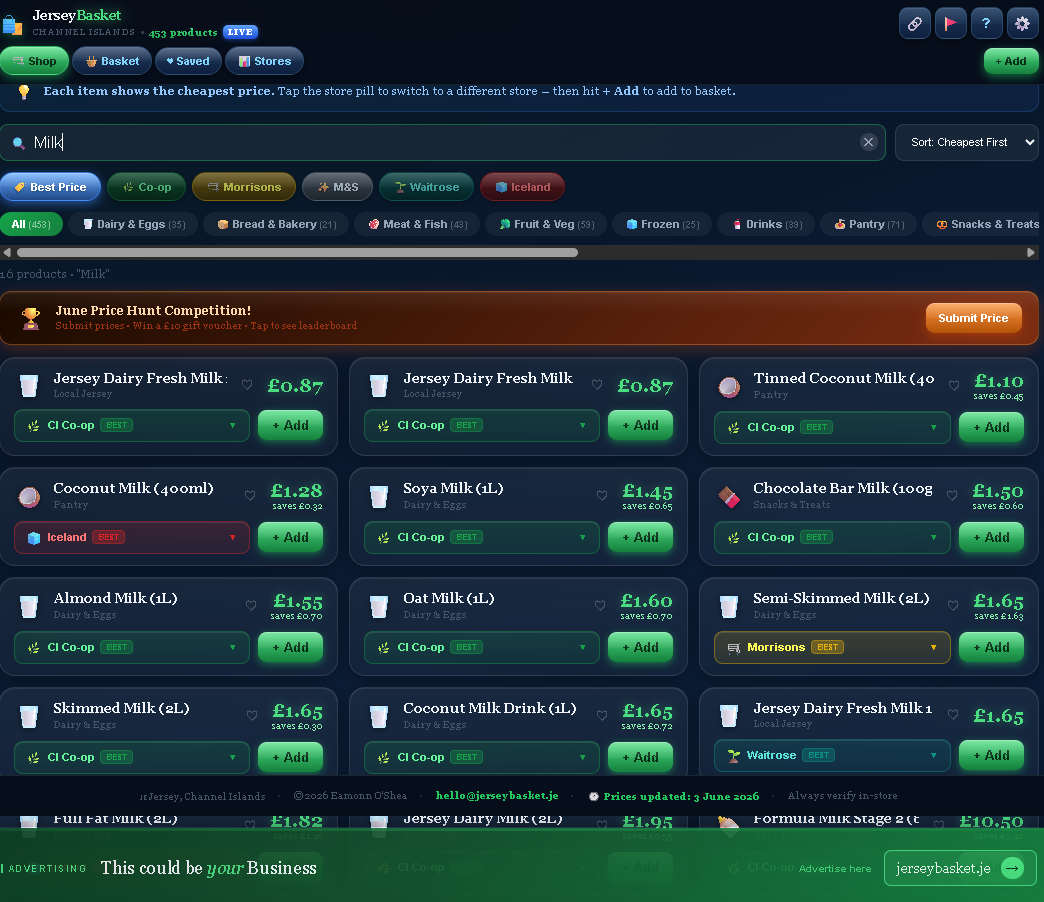 JerseyBasket
CHANNEL ISLANDS • 453 products LIVE
?
Shop Basket ♥ Saved Stores + Add
Each item shows the cheapest price. Tap the store pill to switch to a different store – then hit + Add to add to basket.
Milk Sort: Cheapest First
Best Price Co-op Morrisons M&S Waitrose Iceland
All (453) Dairy & Eggs (35) Bread & Bakery (21) Meat & Fish (43) Fruit & Veg (59) Frozen (25) Drinks (39) Pantry (71) Snacks & Treats
16 products • "Milk"
June Price Hunt Competition!
Submit prices • Win a £10 gift voucher • Tap to see leaderboard
Submit Price
Jersey Dairy Fresh Milk £0.87
Local Jersey
CI Co-op BEST + Add
Jersey Dairy Fresh Milk £0.87
Local Jersey
CI Co-op BEST + Add
Tinned Coconut Milk (40 £1.10
Pantry saves £0.45
CI Co-op BEST + Add
Coconut Milk (400ml) £1.28
Pantry saves £0.32
Iceland BEST + Add
Soya Milk (1L) £1.45
Dairy & Eggs saves £0.65
CI Co-op BEST + Add
Chocolate Bar Milk (100g £1.50
Snacks & Treats saves £0.60
CI Co-op BEST + Add
Almond Milk (1L) £1.55
Dairy & Eggs saves £0.70
CI Co-op BEST + Add
Oat Milk (1L) £1.60
Dairy & Eggs saves £0.70
CI Co-op BEST + Add
Semi-Skimmed Milk (2L) £1.65
Dairy & Eggs saves £1.63
Morrisons BEST + Add
Skimmed Milk (2L) £1.65
Dairy & Eggs saves £0.30
CI Co-op BEST + Add
Coconut Milk Drink (1L) £1.65
Dairy & Eggs saves £0.72
CI Co-op BEST + Add
Jersey Dairy Fresh Milk 1 £1.65
Local Jersey
Waitrose BEST + Add
JE Jersey, Channel Islands • ©2026 Eamonn O'Shea • hello@jerseybasket.je • Prices updated: 3 June 2026 • Always verify in-store
Full Fat Milk (2L) £1.82
Jersey Dairy Milk (2L) £1.95
Formula Milk Stage 2 (£ £10.50
ADVERTISING This could be your Business Advertise here jerseybasket.je →